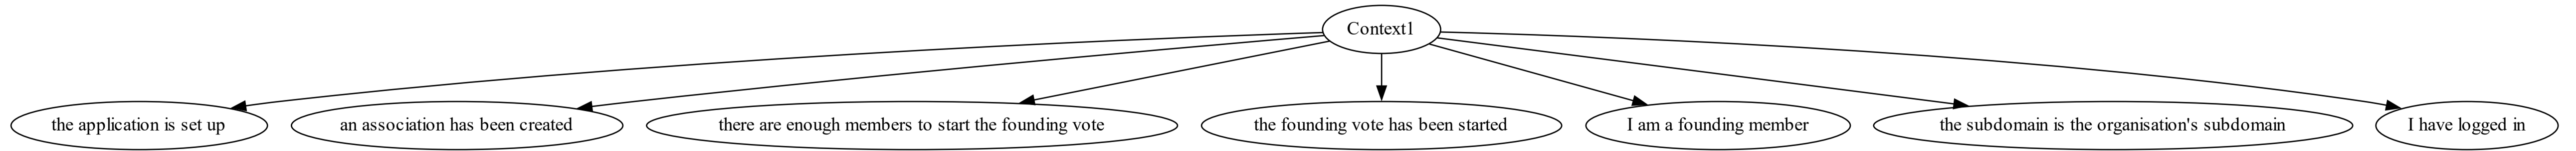 Context1
the application is set up
an association has been created
there are enough members to start the founding vote
the founding vote has been started
I am a founding member
the subdomain is the organisation's subdomain
I have logged in